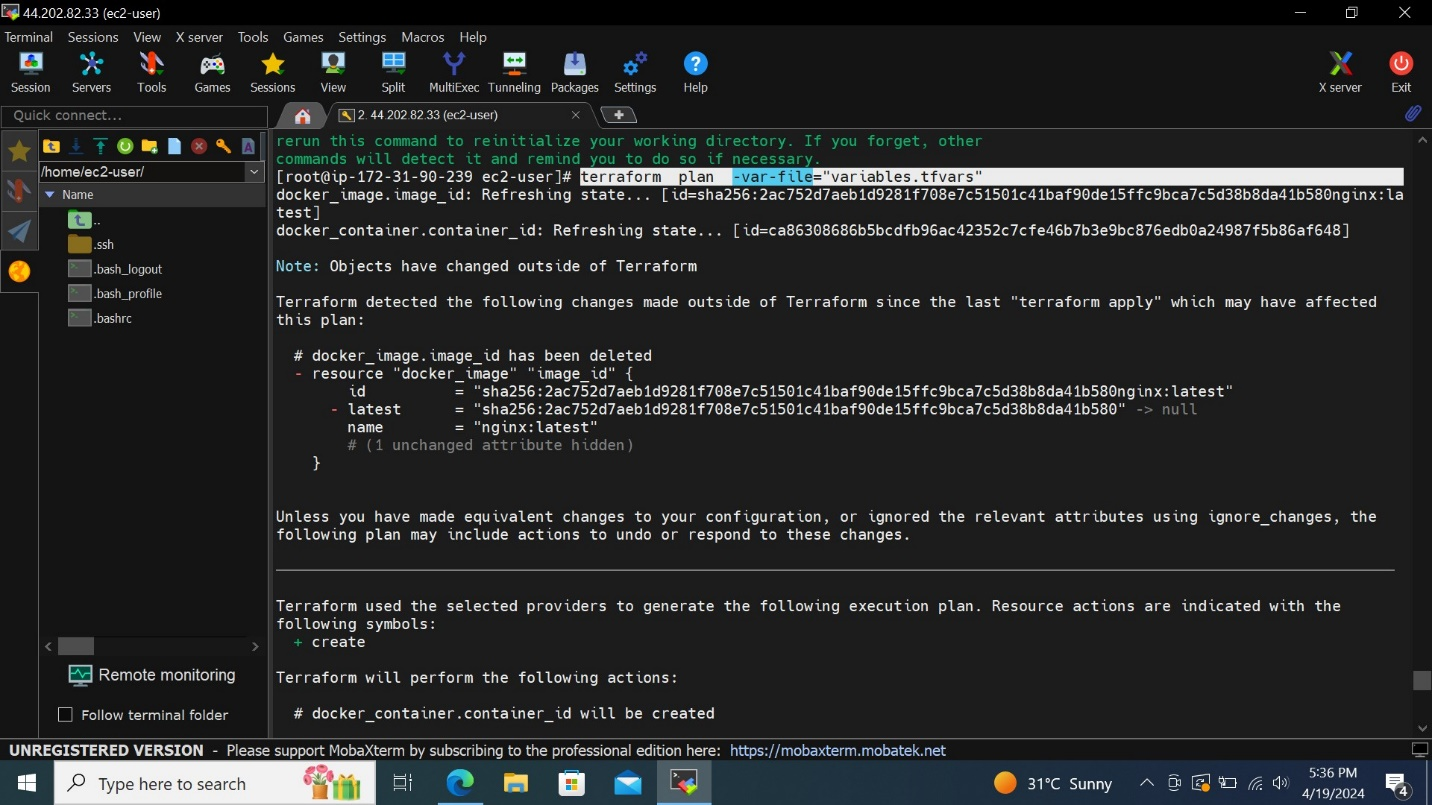 44.202.82.33 (ec2-user)
Terminal Sessions View X server Tools Games Settings Macros Help
Session Servers Tools Games Sessions View Split MultiExec Tunneling Packages Settings Help X server Exit
Quick connect...
2. 44.202.82.33 (ec2-user)
/home/ec2-user/
Name
..
.ssh
.bash_logout
.bash_profile
.bashrc
Remote monitoring
Follow terminal folder
rerun this command to reinitialize your working directory. If you forget, other
commands will detect it and remind you to do so if necessary.
[root@ip-172-31-90-239 ec2-user]# terraform  plan  -var-file="variables.tfvars"
docker_image.image_id: Refreshing state... [id=sha256:2ac752d7aeb1d9281f708e7c51501c41baf90de15ffc9bca7c5d38b8da41b580nginx:la
test]
docker_container.container_id: Refreshing state... [id=ca86308686b5bcdfb96ac42352c7cfe46b7b3e9bc876edb0a24987f5b86af648]
Note: Objects have changed outside of Terraform
Terraform detected the following changes made outside of Terraform since the last "terraform apply" which may have affected
this plan:
# docker_image.image_id has been deleted
- resource "docker_image" "image_id" {
id = "sha256:2ac752d7aeb1d9281f708e7c51501c41baf90de15ffc9bca7c5d38b8da41b580nginx:latest"
- latest = "sha256:2ac752d7aeb1d9281f708e7c51501c41baf90de15ffc9bca7c5d38b8da41b580" -> null
name = "nginx:latest"
# (1 unchanged attribute hidden)
}
Unless you have made equivalent changes to your configuration, or ignored the relevant attributes using ignore_changes, the
following plan may include actions to undo or respond to these changes.
Terraform used the selected providers to generate the following execution plan. Resource actions are indicated with the
following symbols:
+ create
Terraform will perform the following actions:
# docker_container.container_id will be created
UNREGISTERED VERSION - Please support MobaXterm by subscribing to the professional edition here: https://mobaxterm.mobatek.net
Type here to search
31°C Sunny
5:36 PM
4/19/2024
4